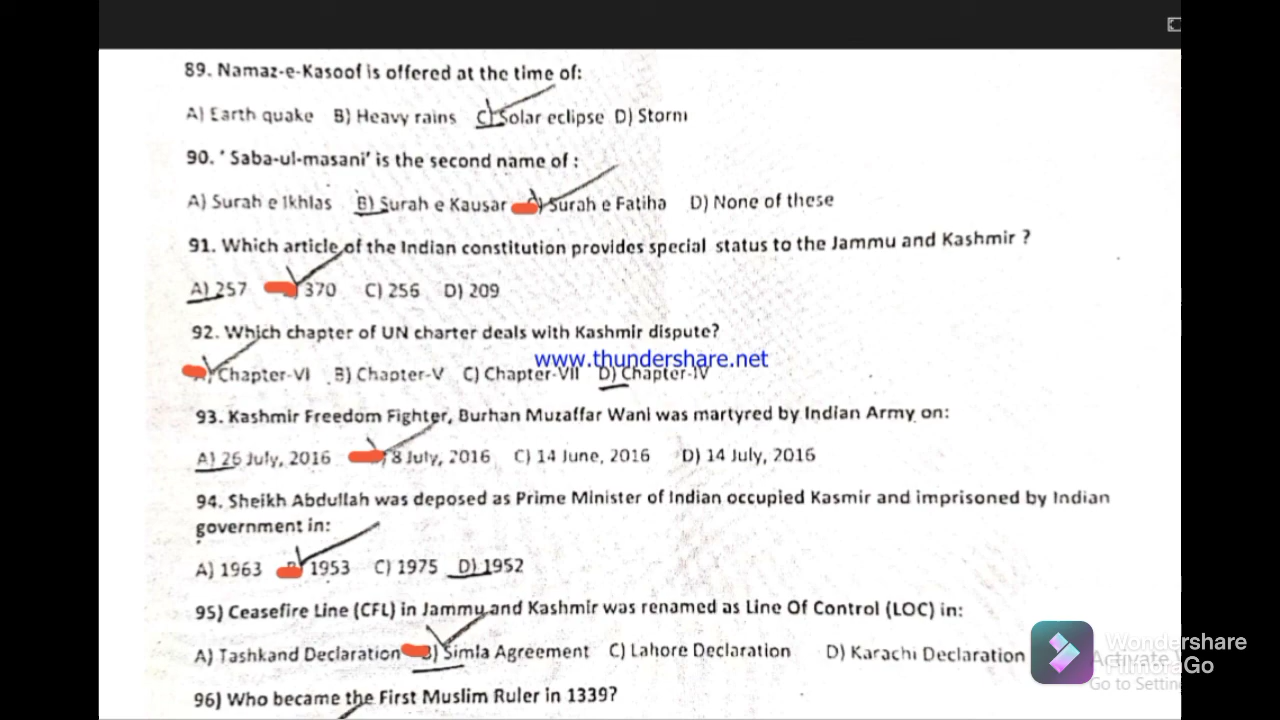 89. Namaz-e-Kasoof is offered at the time of:
A) Earth quake B) Heavy rains C) Solar eclipse D) Storm
90. ' Saba-ul-masani' is the second name of :
A) Surah e Ikhlas B) Surah e Kausar Surah e Fatiha D) None of these
91. Which article of the Indian constitution provides special status to the Jammu and Kashmir ?
A) 257 370 C) 256 D) 209
92. Which chapter of UN charter deals with Kashmir dispute?
www.thundershare.net
Chapter-VI B) Chapter-V C) Chapter-VII D) Chapter-IV
93. Kashmir Freedom Fighter, Burhan Muzaffar Wani was martyred by Indian Army on:
A) 26 July, 2016 8 July, 2016 C) 14 June, 2016 D) 14 July, 2016
94. Sheikh Abdullah was deposed as Prime Minister of Indian occupied Kasmir and imprisoned by Indian
government in:
A) 1963 1953 C) 1975 D) 1952
95) Ceasefire Line (CFL) in Jammu and Kashmir was renamed as Line Of Control (LOC) in:
A) Tashkand Declaration B) Simla Agreement C) Lahore Declaration D) Karachi Declaration
Wondershare
FilmoraGo
Activate
Go to Settin
96) Who became the First Muslim Ruler in 1339?